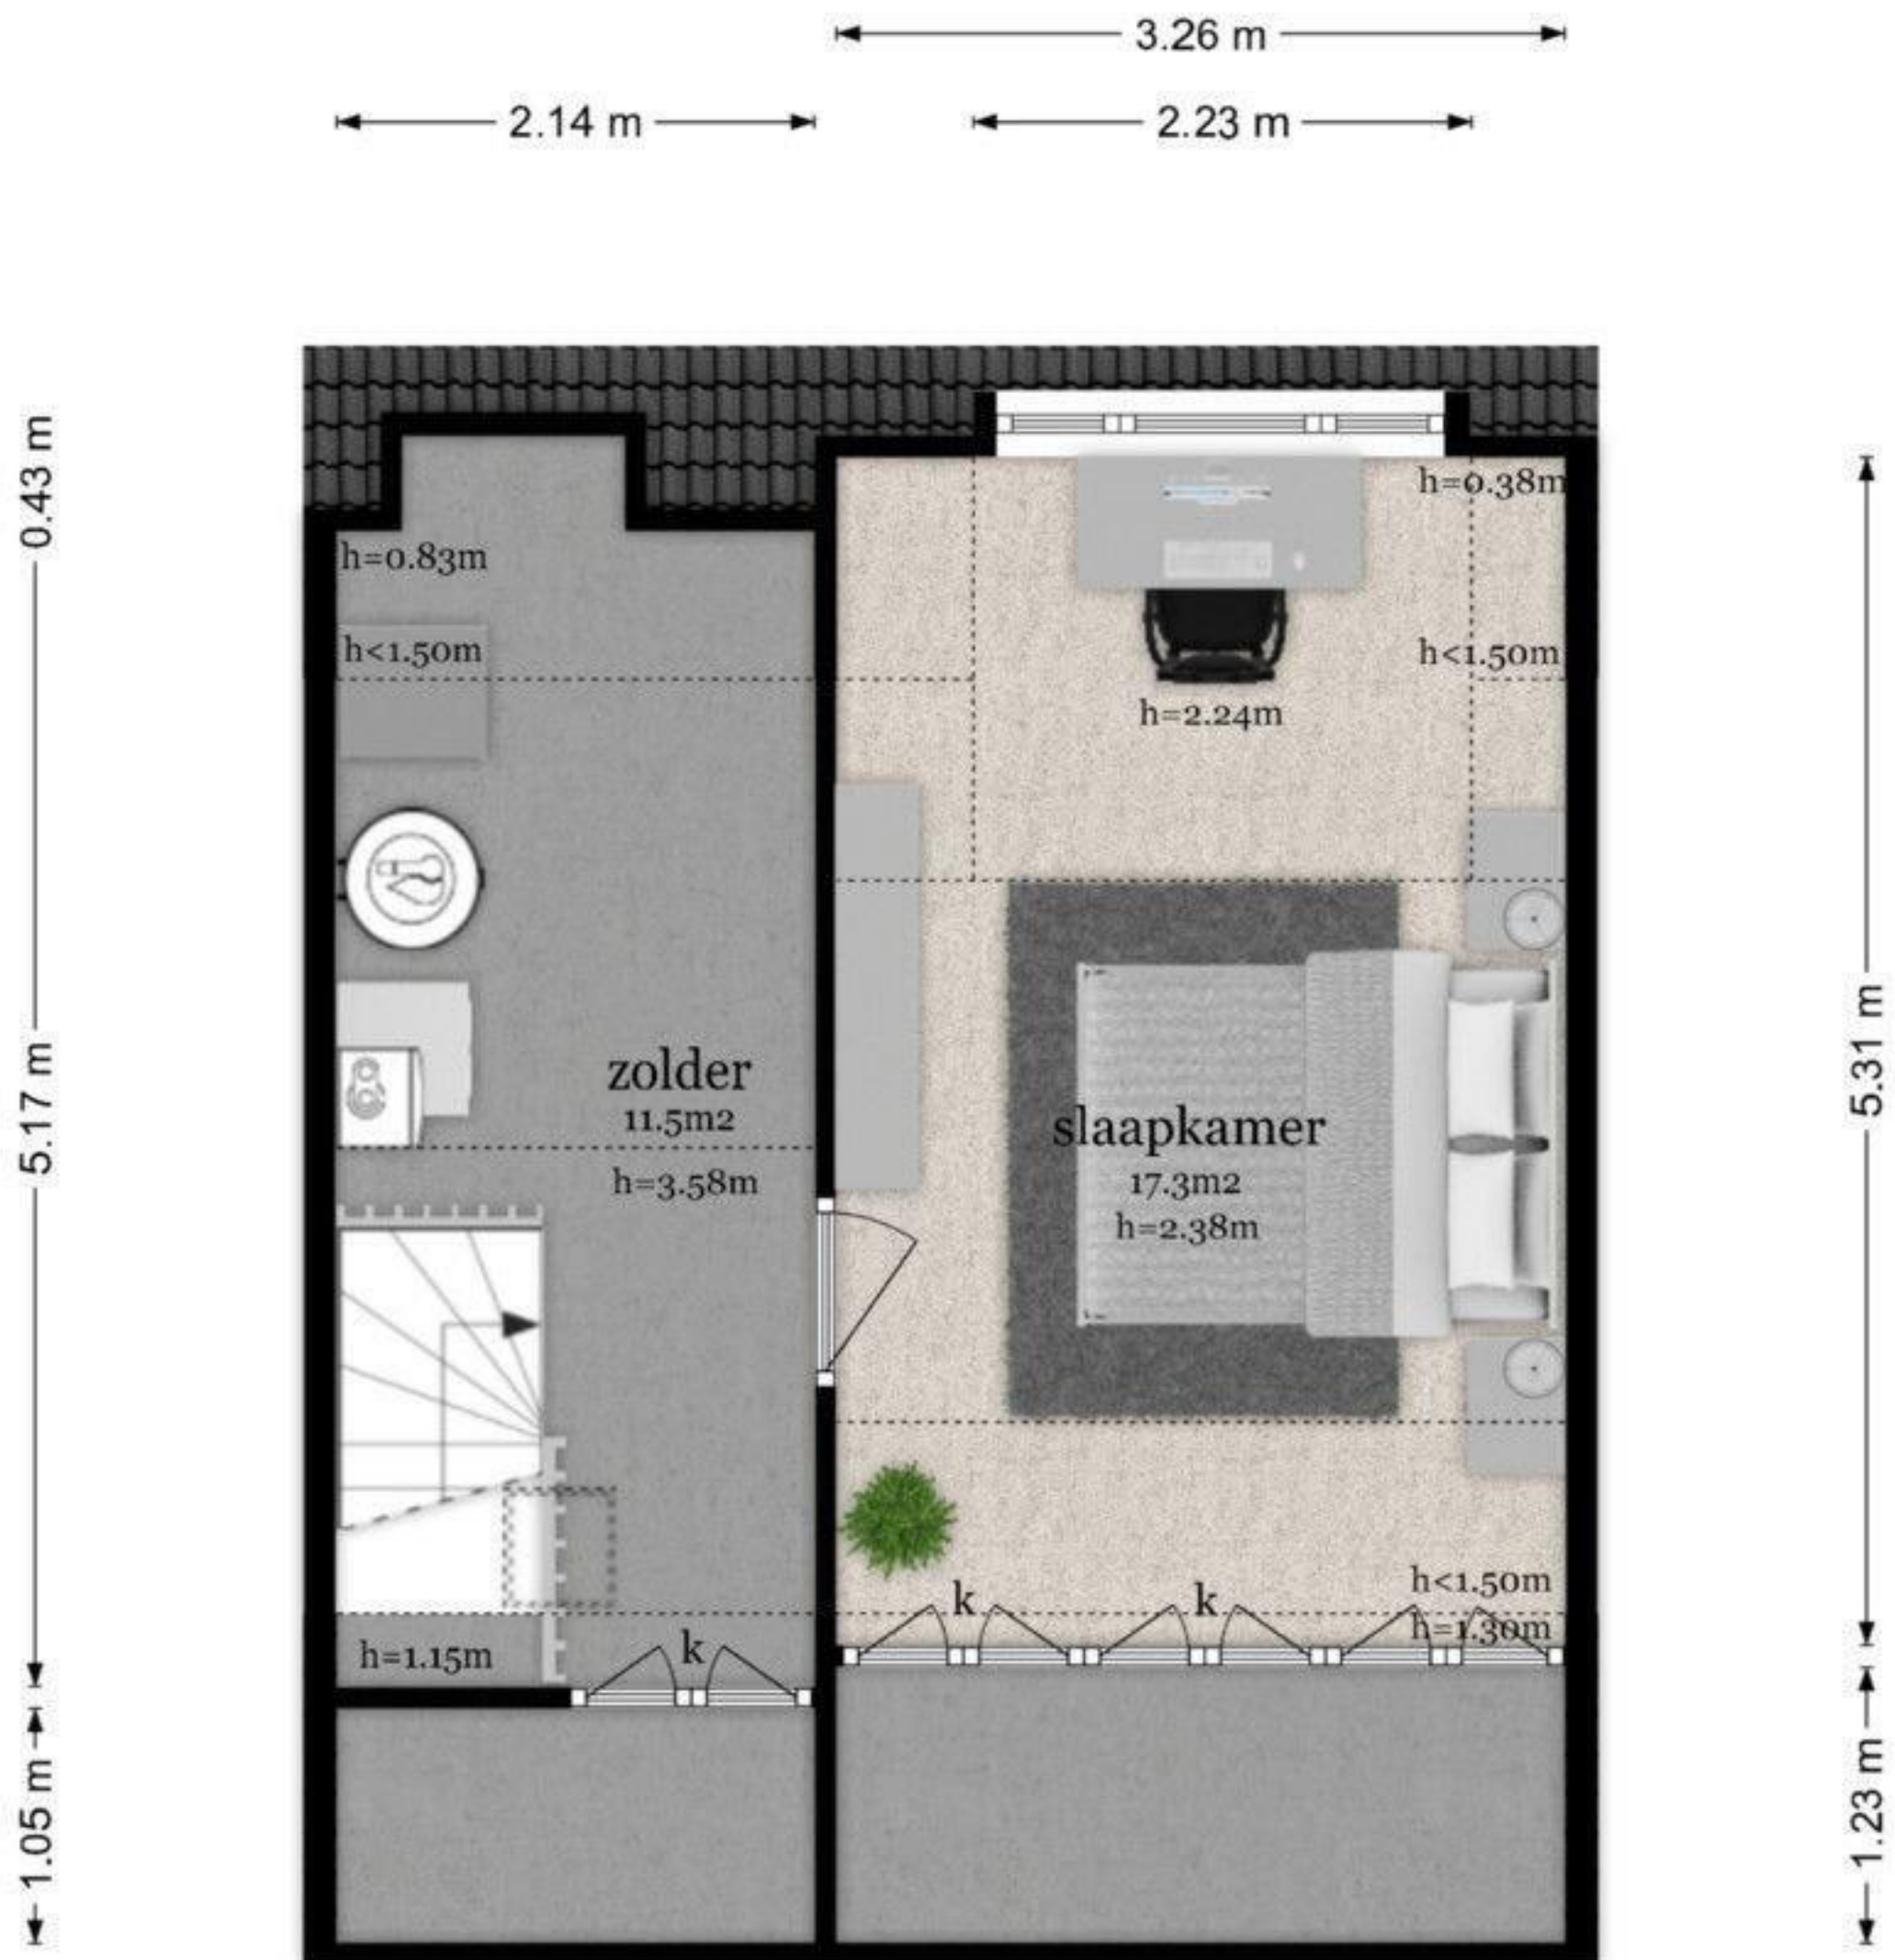 3.26 m
2.14 m
2.23 m
0.43 m
h=0.38m
h=0.83m
h<1.50m
h<1.50m
h=2.24m
5.17 m
5.31 m
zolder
11.5m2
h=3.58m
slaapkamer
17.3m2
h=2.38m
h<1.50m
k
k
h=1.30m
h=1.15m
k
1.05 m
1.23 m